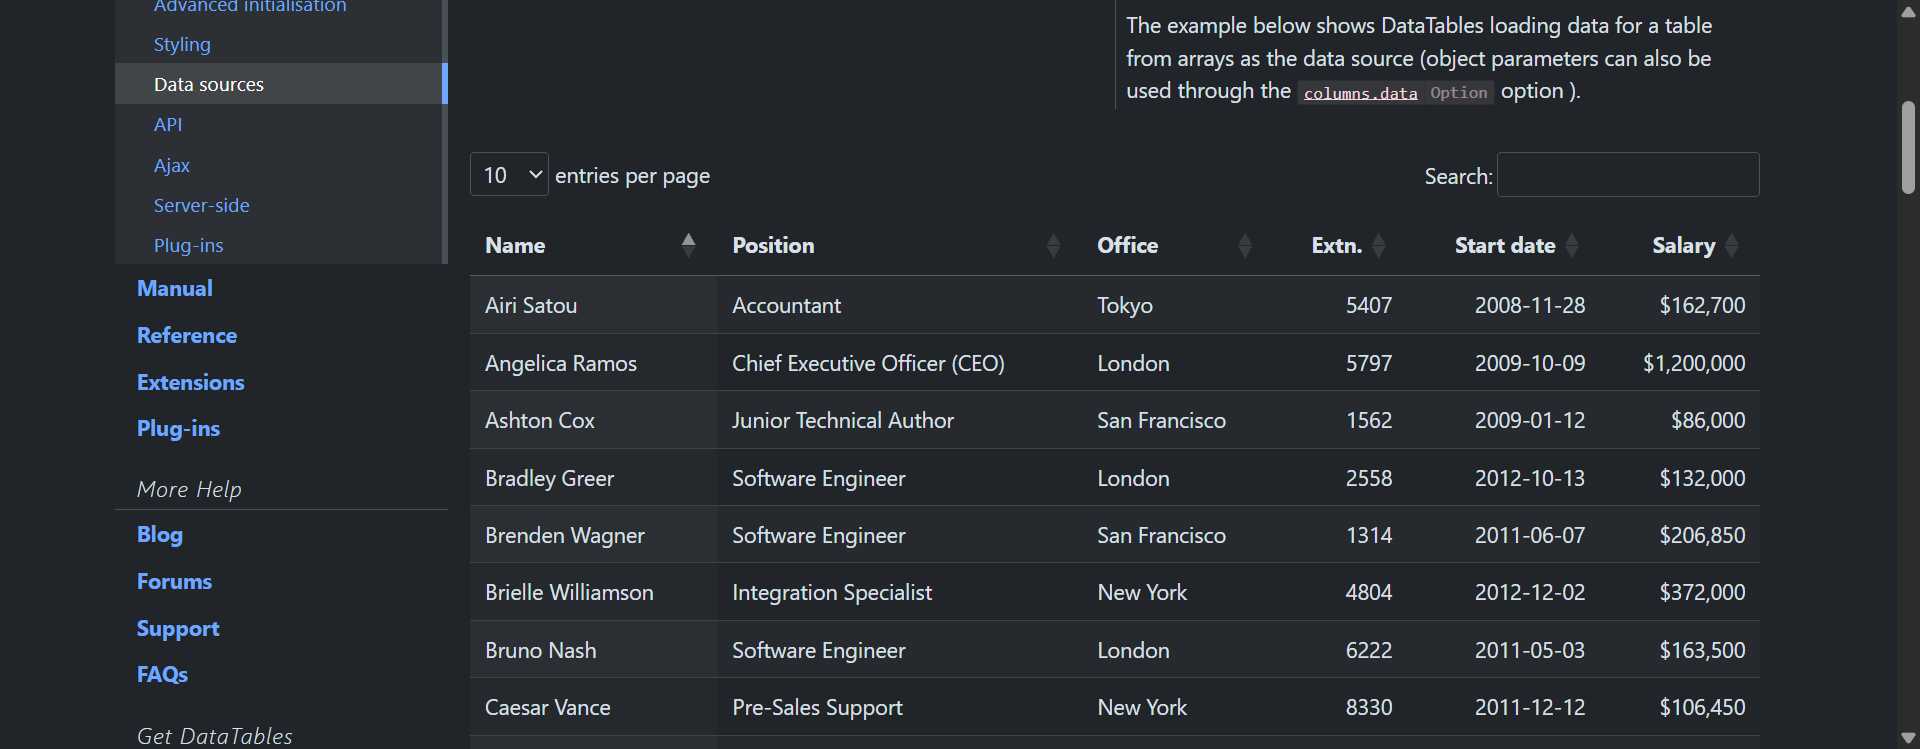 Advanced initialisation
Styling
Data sources
API
Ajax
Server-side
Plug-ins
Manual
Reference
Extensions
Plug-ins
More Help
Blog
Forums
Support
FAQs
Get DataTables
The example below shows DataTables loading data for a table
from arrays as the data source (object parameters can also be
used through the columns.data Option option ).
10 entries per page Search:
Name Position Office Extn. Start date Salary
Airi Satou Accountant Tokyo 5407 2008-11-28 $162,700
Angelica Ramos Chief Executive Officer (CEO) London 5797 2009-10-09 $1,200,000
Ashton Cox Junior Technical Author San Francisco 1562 2009-01-12 $86,000
Bradley Greer Software Engineer London 2558 2012-10-13 $132,000
Brenden Wagner Software Engineer San Francisco 1314 2011-06-07 $206,850
Brielle Williamson Integration Specialist New York 4804 2012-12-02 $372,000
Bruno Nash Software Engineer London 6222 2011-05-03 $163,500
Caesar Vance Pre-Sales Support New York 8330 2011-12-12 $106,450